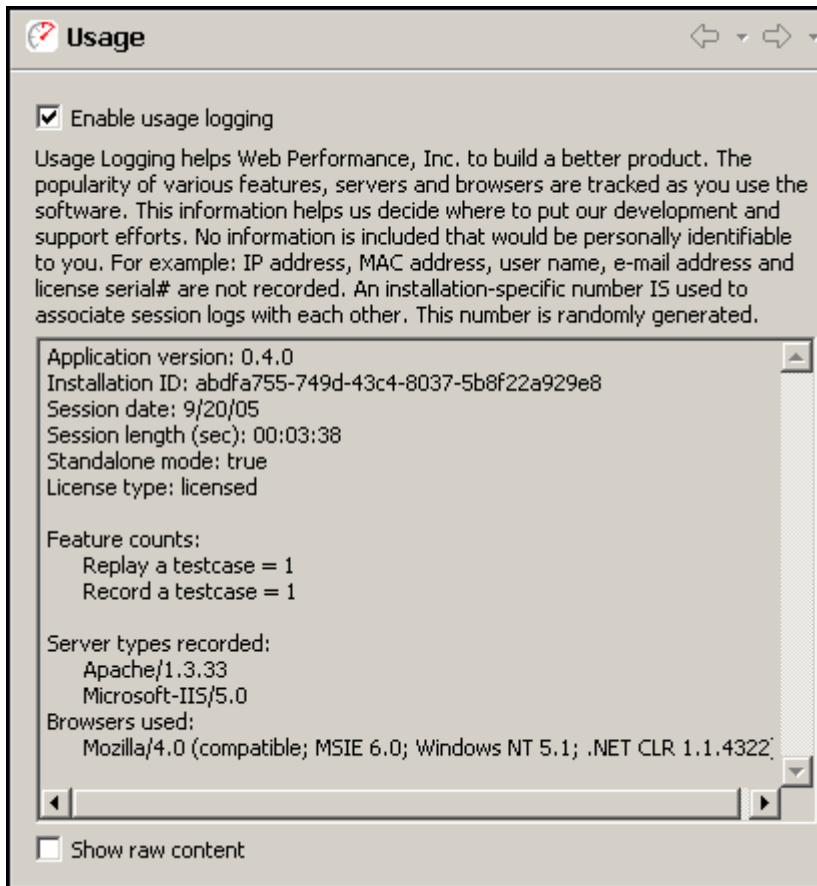 Usage
Enable usage logging
Usage Logging helps Web Performance, Inc. to build a better product. The
popularity of various features, servers and browsers are tracked as you use the
software. This information helps us decide where to put our development and
support efforts. No information is included that would be personally identifiable
to you. For example: IP address, MAC address, user name, e-mail address and
license serial# are not recorded. An installation-specific number IS used to
associate session logs with each other. This number is randomly generated.
Application version: 0.4.0
Installation ID: abdfa755-749d-43c4-8037-5b8f22a929e8
Session date: 9/20/05
Session length (sec): 00:03:38
Standalone mode: true
License type: licensed
Feature counts:
Replay a testcase = 1
Record a testcase = 1
Server types recorded:
Apache/1.3.33
Microsoft-IIS/5.0
Browsers used:
Mozilla/4.0 (compatible; MSIE 6.0; Windows NT 5.1; .NET CLR 1.1.4322)
Show raw content